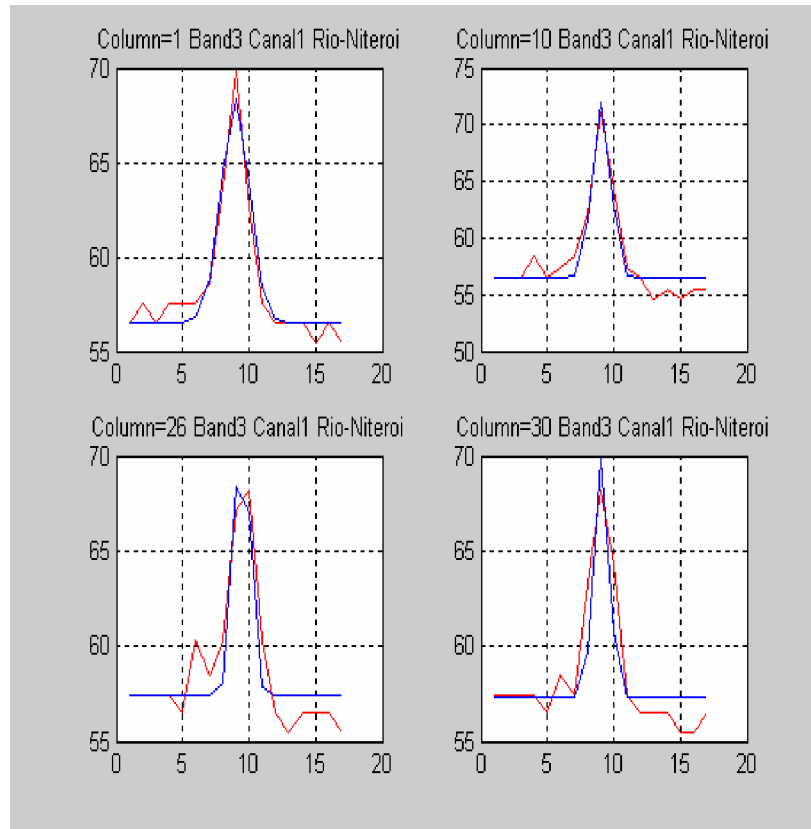 Column=1 Band3 Canal1 Rio-Niteroi
70
65
60
55
0 5 10 15 20
Column=10 Band3 Canal1 Rio-Niteroi
75
70
65
60
55
50
0 5 10 15 20
Column=26 Band3 Canal1 Rio-Niteroi
70
65
60
55
0 5 10 15 20
Column=30 Band3 Canal1 Rio-Niteroi
70
65
60
55
0 5 10 15 20